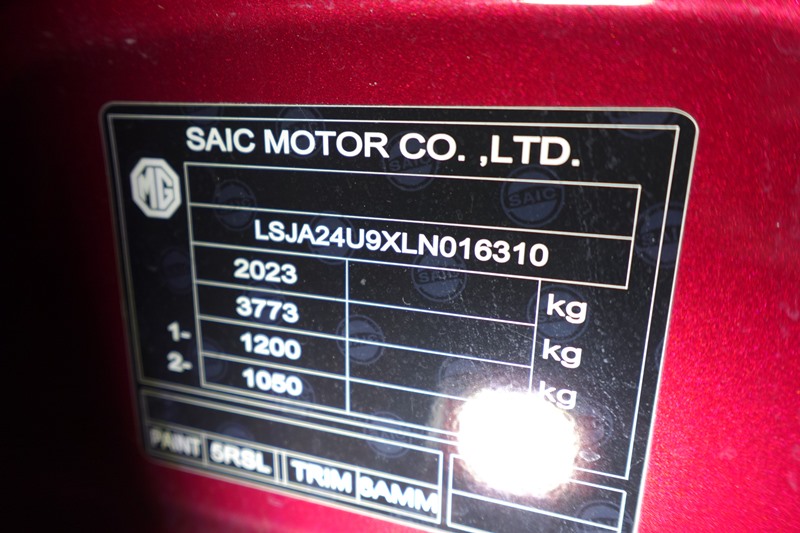 SAIC MOTOR CO. ,LTD.
MG
LSJA24U9XLN016310
2023 kg
3773 kg
1- 1200 kg
2- 1050
PAINT 5RSL TRIM 8AMM